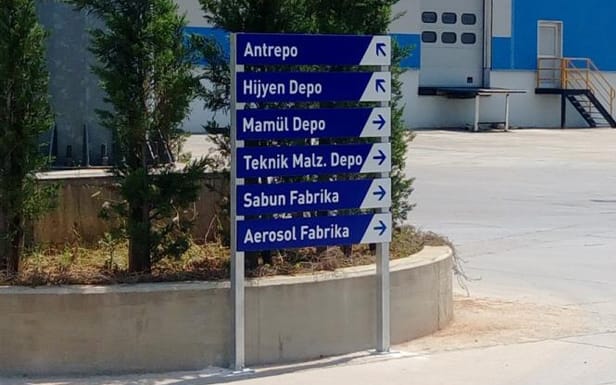 Antrepo
Hijyen Depo
Mamül Depo
Teknik Malz. Depo
Sabun Fabrika
Aerosol Fabrika